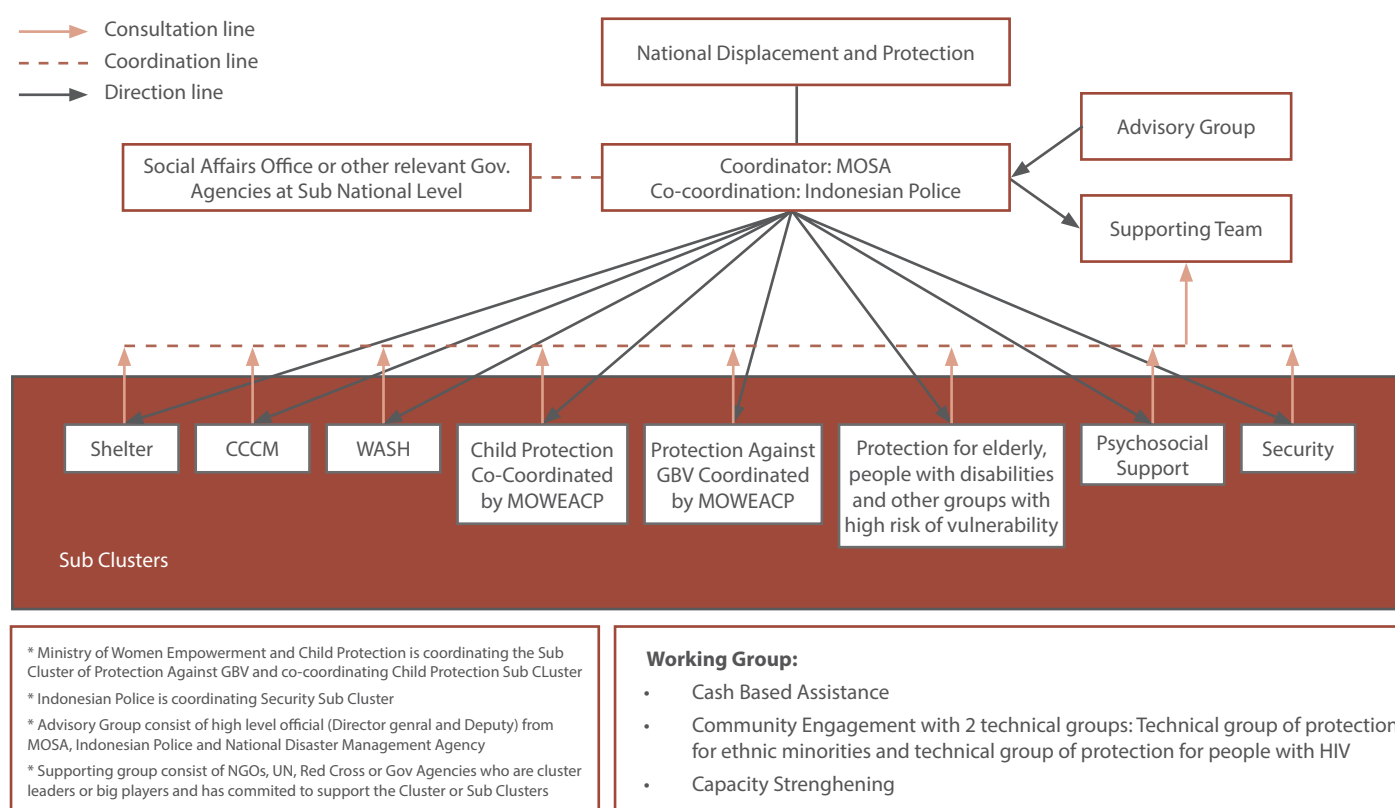 Consultation line
Coordination line
Direction line
National Displacement and Protection
Advisory Group
Social Affairs Office or other relevant Gov.
Agencies at Sub National Level
Coordinator: MOSA
Co-coordination: Indonesian Police
Supporting Team
Shelter
CCCM
WASH
Child Protection
Co-Coordinated
by MOWEACP
Protection Against
GBV Coordinated
by MOWEACP
Protection for elderly,
people with disabilities
and other groups with
high risk of vulnerability
Psychosocial
Support
Security
Sub Clusters
* Ministry of Women Empowerment and Child Protection is coordinating the Sub
Cluster of Protection Against GBV and co-coordinating Child Protection Sub CLuster
* Indonesian Police is coordinating Security Sub Cluster
* Advisory Group consist of high level official (Director genral and Deputy) from
MOSA, Indonesian Police and National Disaster Management Agency
* Supporting group consist of NGOs, UN, Red Cross or Gov Agencies who are cluster
leaders or big players and has commited to support the Cluster or Sub Clusters
Working Group:
• Cash Based Assistance
• Community Engagement with 2 technical groups: Technical group of protection
for ethnic minorities and technical group of protection for people with HIV
• Capacity Strenghening